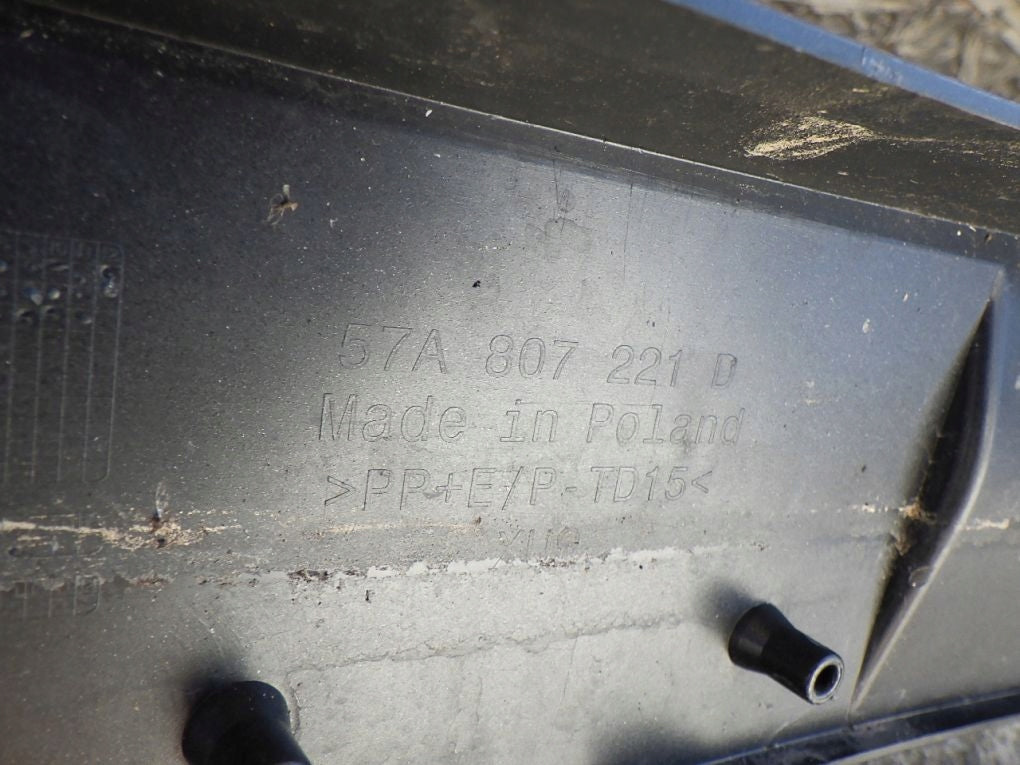 57A 807 221 D
Made in Poland
>PP+E/P-TD15<